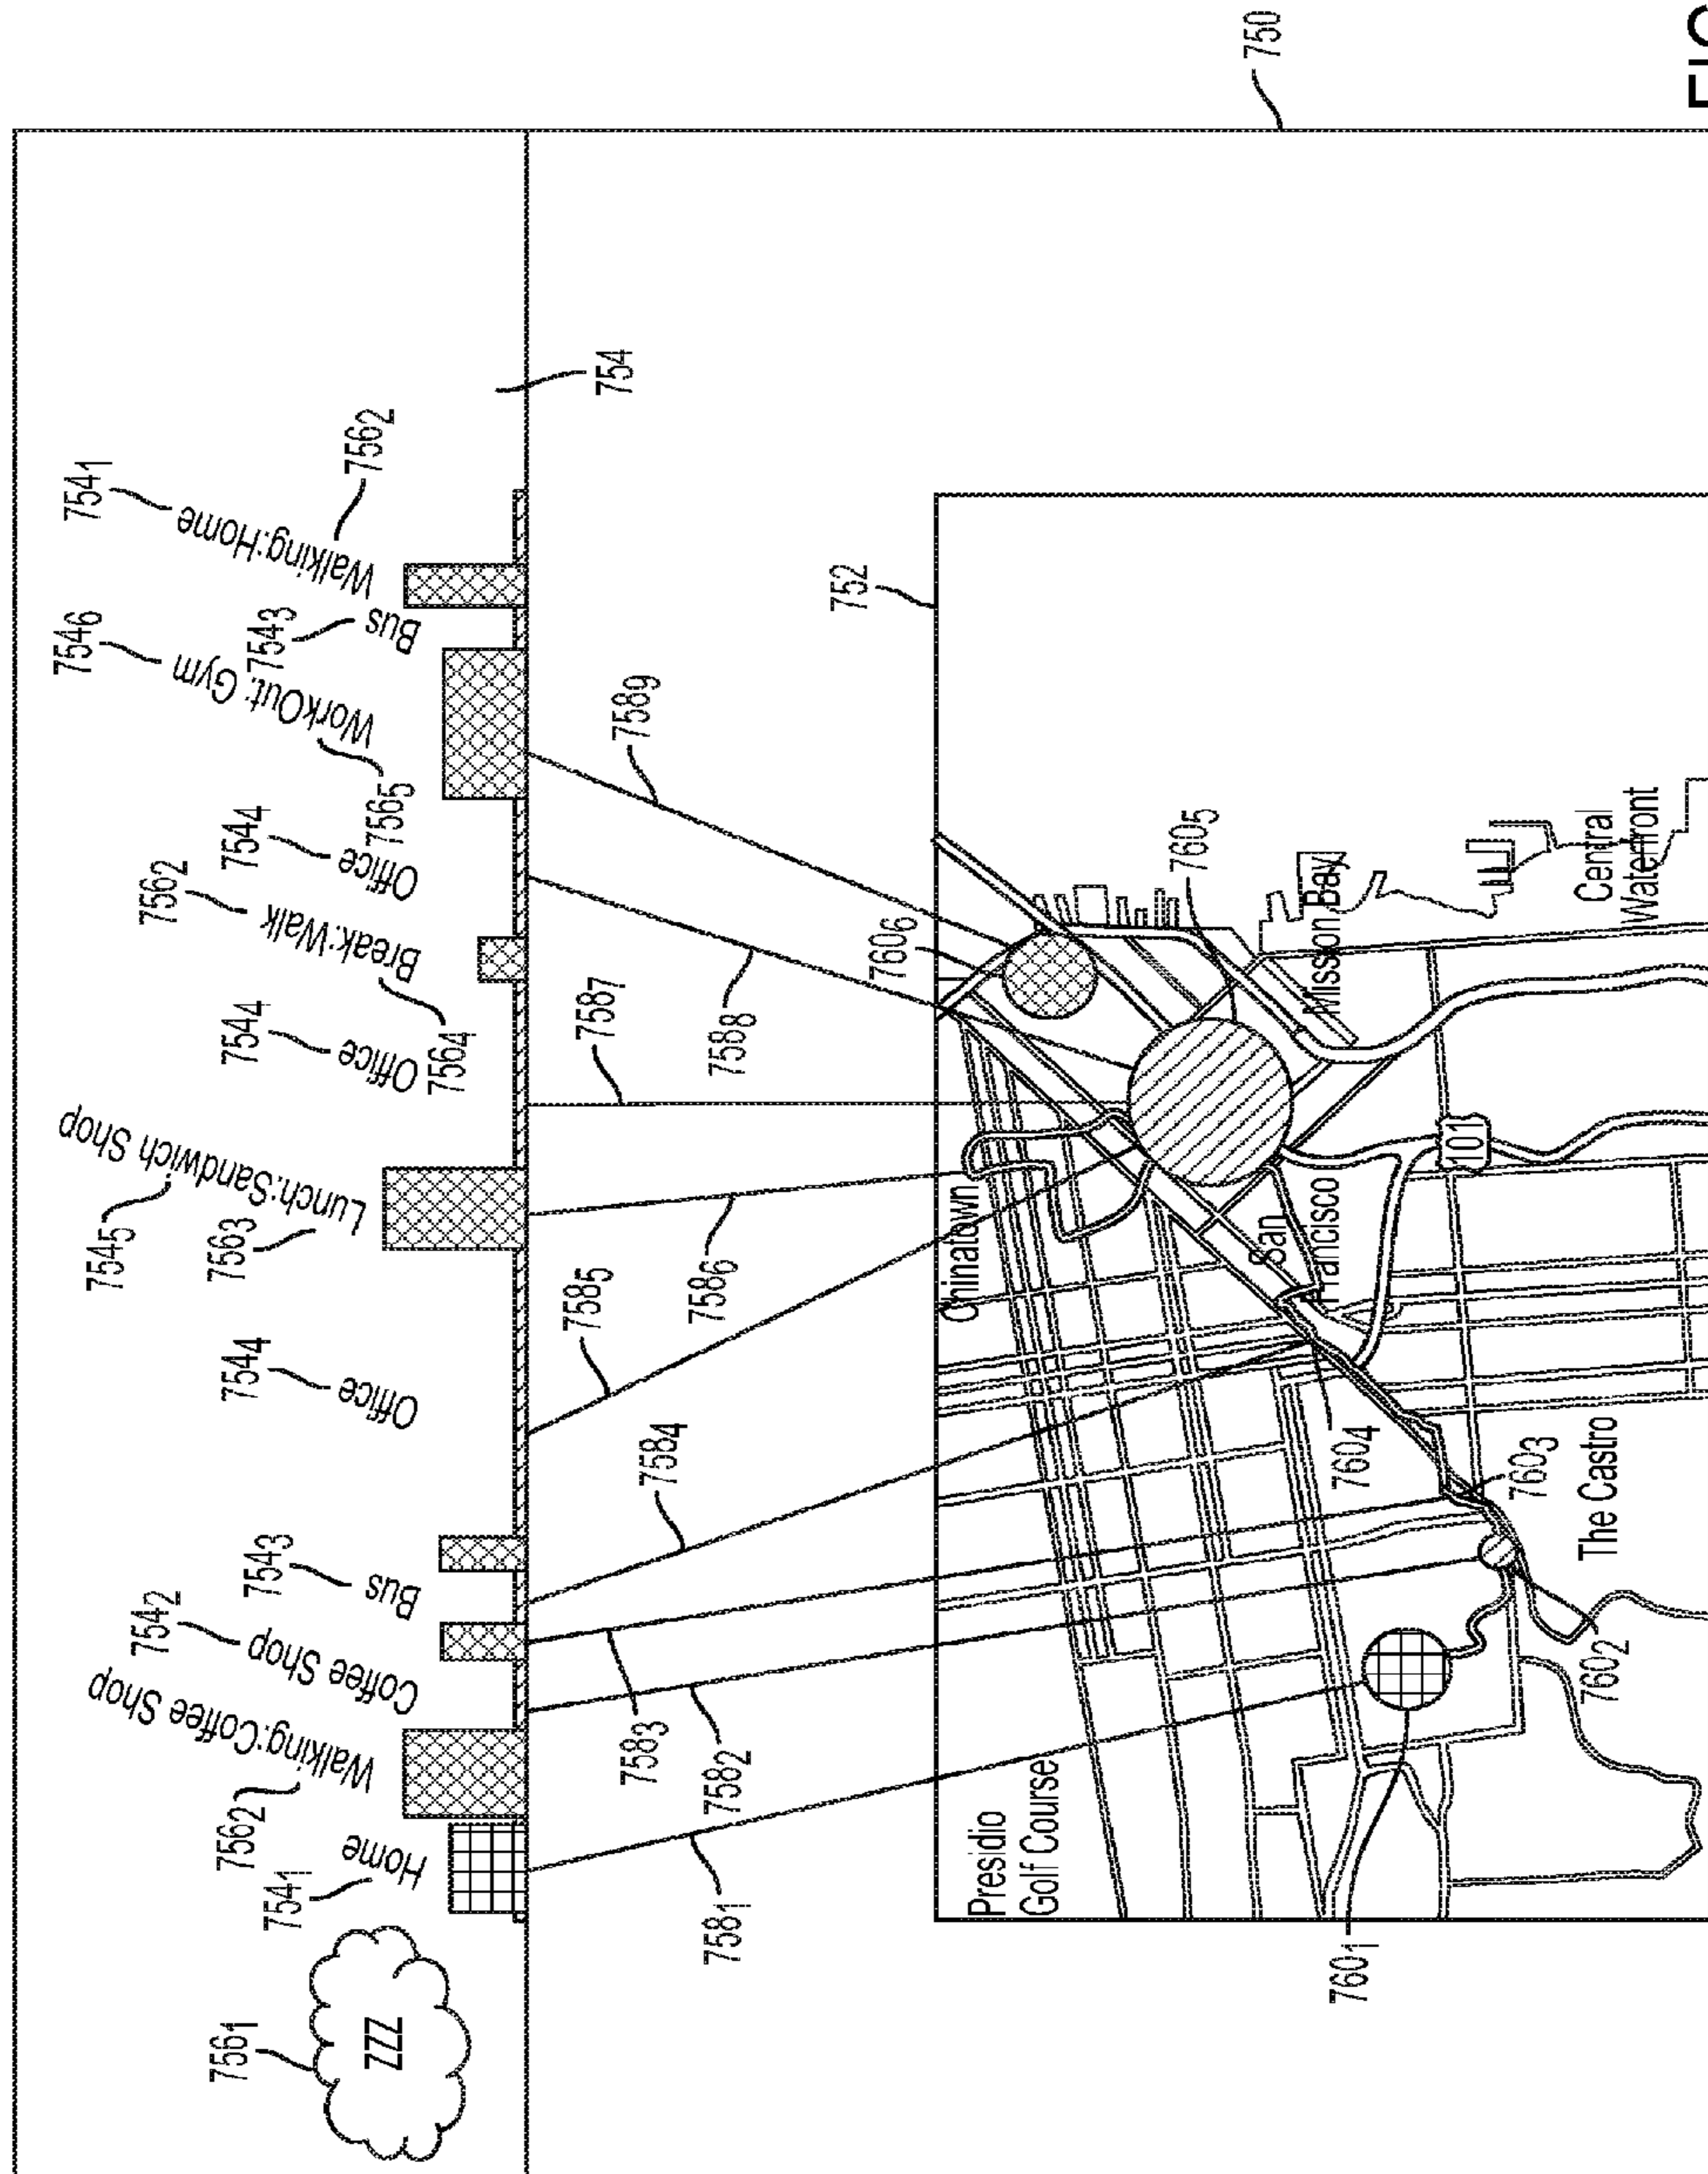 756₁
ZZZ
754₁
Home
756₂
Walking:Coffee Shop
754₂
Coffee Shop
754₃
Bus
754₄
Office
754₅
756₃
Lunch:Sandwich Shop
754₄
Office
756₄
756₂
Break:Walk
754₄
Office
756₅
754₆
WorkOut: Gym
754₃
Bus
754₁
Walking:Home
756₂
754
758₁
758₂
758₃
758₄
758₅
758₆
758₇
758₈
758₉
752
750
Presidio
Golf Course
Chinatown
760₆
760₅
San
Francisco
Misson Bay
101
760₁
760₂
760₃
760₄
The Castro
Central
Waterfront